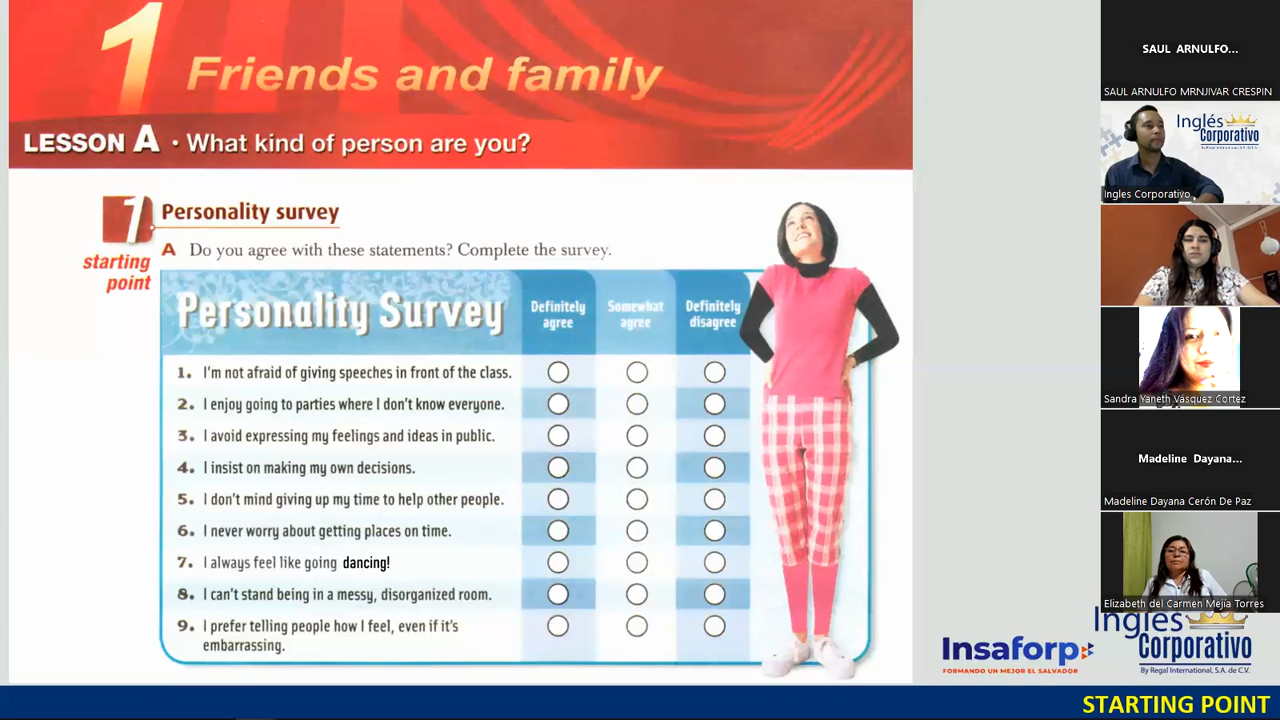 1
Friends and family
LESSON A · What kind of person are you?
1
starting
point
Personality survey
A Do you agree with these statements? Complete the survey.
Personality Survey
Definitely
agree
Somewhat
agree
Definitely
disagree
1. I'm not afraid of giving speeches in front of the class.
2. I enjoy going to parties where I don't know everyone.
3. I avoid expressing my feelings and ideas in public.
4. I insist on making my own decisions.
5. I don't mind giving up my time to help other people.
6. I never worry about getting places on time.
7. I always feel like going dancing!
8. I can't stand being in a messy, disorganized room.
9. I prefer telling people how I feel, even if it's
embarrassing.
SAUL ARNULFO...
SAUL ARNULFO MRNJIVAR CRESPIN
Inglés
Corporativo
By Regal International, S.A. de C.V.
Ingles Corporativo
Sandra Yaneth Vásquez Cortez
Madeline Dayana...
Madeline Dayana Cerón De Paz
Elizabeth del Carmen Mejía Torres
Insaforp
FORMANDO UN MEJOR EL SALVADOR
Inglés
Corporativo
By Regal International, S.A. de C.V.
STARTING POINT